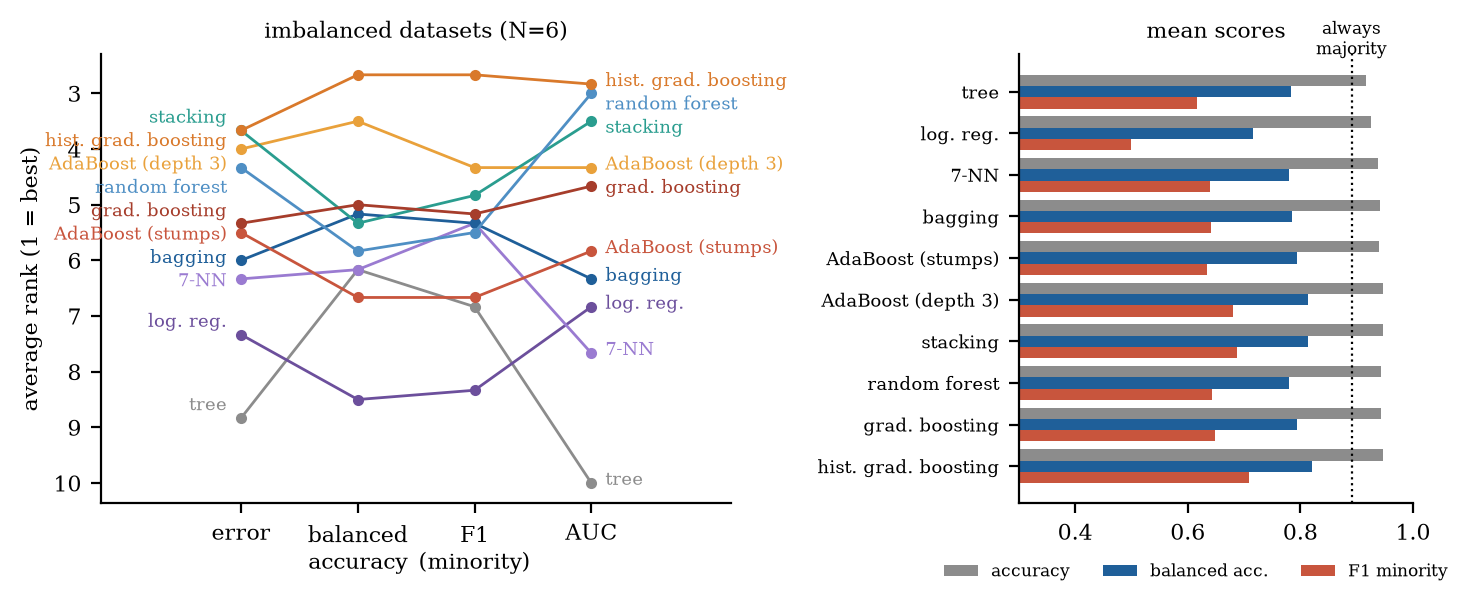 imbalanced datasets (N=6)
average rank (1 = best)
3
4
5
6
7
8
9
10
stacking
hist. grad. boosting
AdaBoost (depth 3)
random forest
grad. boosting
AdaBoost (stumps)
bagging
7-NN
log. reg.
tree
hist. grad. boosting
random forest
stacking
AdaBoost (depth 3)
grad. boosting
AdaBoost (stumps)
bagging
log. reg.
7-NN
tree
error
balanced
accuracy
F1
(minority)
AUC
mean scores
always
majority
tree
log. reg.
7-NN
bagging
AdaBoost (stumps)
AdaBoost (depth 3)
stacking
random forest
grad. boosting
hist. grad. boosting
0.4
0.6
0.8
1.0
accuracy
balanced acc.
F1 minority